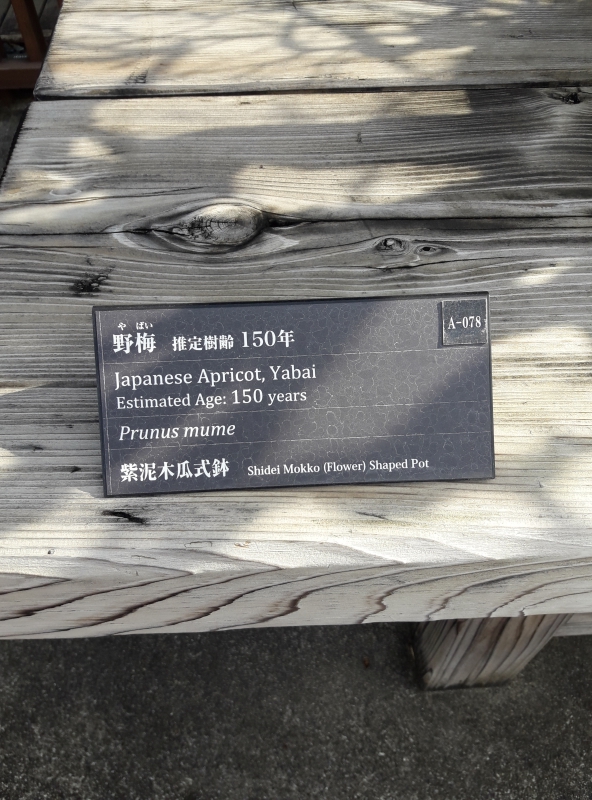 や ばい
野梅 推定樹齢 150年
A-078
Japanese Apricot, Yabai
Estimated Age: 150 years
Prunus mume
紫泥木瓜式鉢 Shidei Mokko (Flower) Shaped Pot